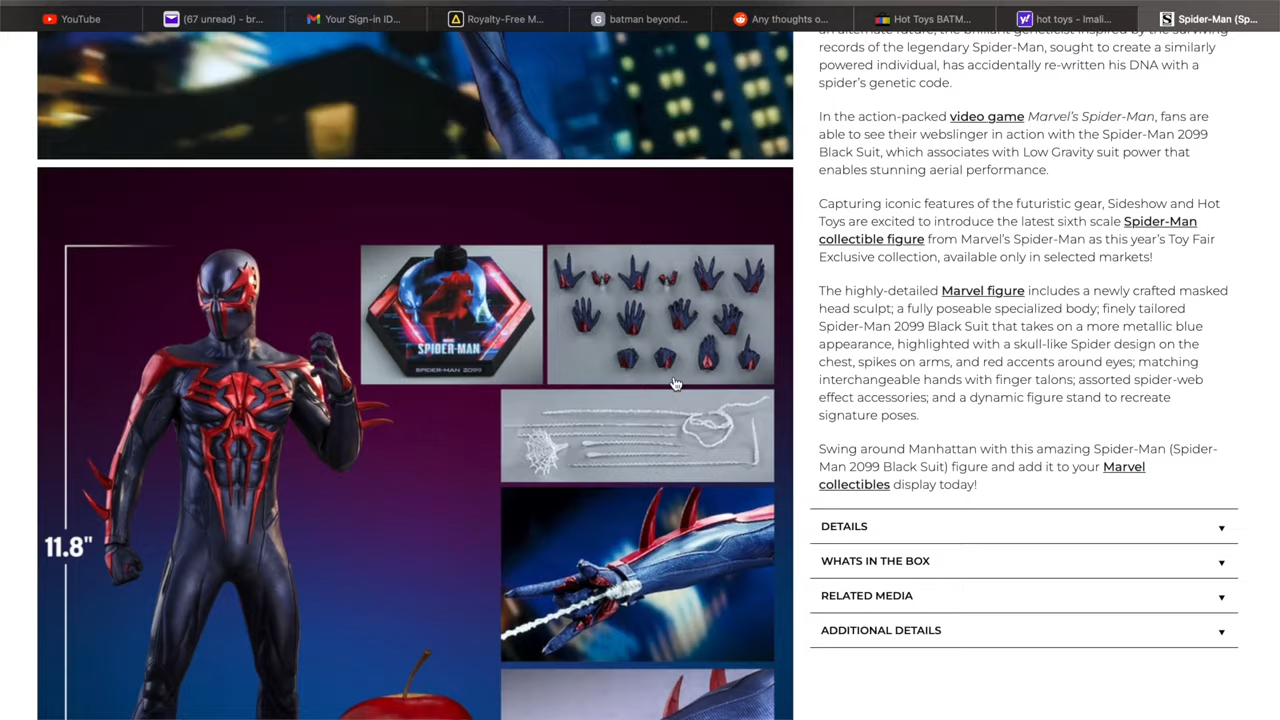 YouTube
(67 unread) - br...
Your Sign-in ID...
Royalty-Free M...
batman beyond...
Any thoughts o...
Hot Toys BATM...
hot toys - Imali...
Spider-Man (Sp...
an alternate future, the brilliant geneticist inspired by the surviving
records of the legendary Spider-Man, sought to create a similarly
powered individual, has accidentally re-written his DNA with a
spider's genetic code.
In the action-packed video game Marvel's Spider-Man, fans are
able to see their webslinger in action with the Spider-Man 2099
Black Suit, which associates with Low Gravity suit power that
enables stunning aerial performance.
Capturing iconic features of the futuristic gear, Sideshow and Hot
Toys are excited to introduce the latest sixth scale Spider-Man
collectible figure from Marvel's Spider-Man as this year's Toy Fair
Exclusive collection, available only in selected markets!
The highly-detailed Marvel figure includes a newly crafted masked
head sculpt; a fully poseable specialized body; finely tailored
Spider-Man 2099 Black Suit that takes on a more metallic blue
appearance, highlighted with a skull-like Spider design on the
chest, spikes on arms, and red accents around eyes; matching
interchangeable hands with finger talons; assorted spider-web
effect accessories; and a dynamic figure stand to recreate
signature poses.
Swing around Manhattan with this amazing Spider-Man (Spider-
Man 2099 Black Suit) figure and add it to your Marvel
collectibles display today!
DETAILS
WHATS IN THE BOX
RELATED MEDIA
ADDITIONAL DETAILS
11.8"
MARVEL
SPIDER-MAN
SPIDER-MAN 2099